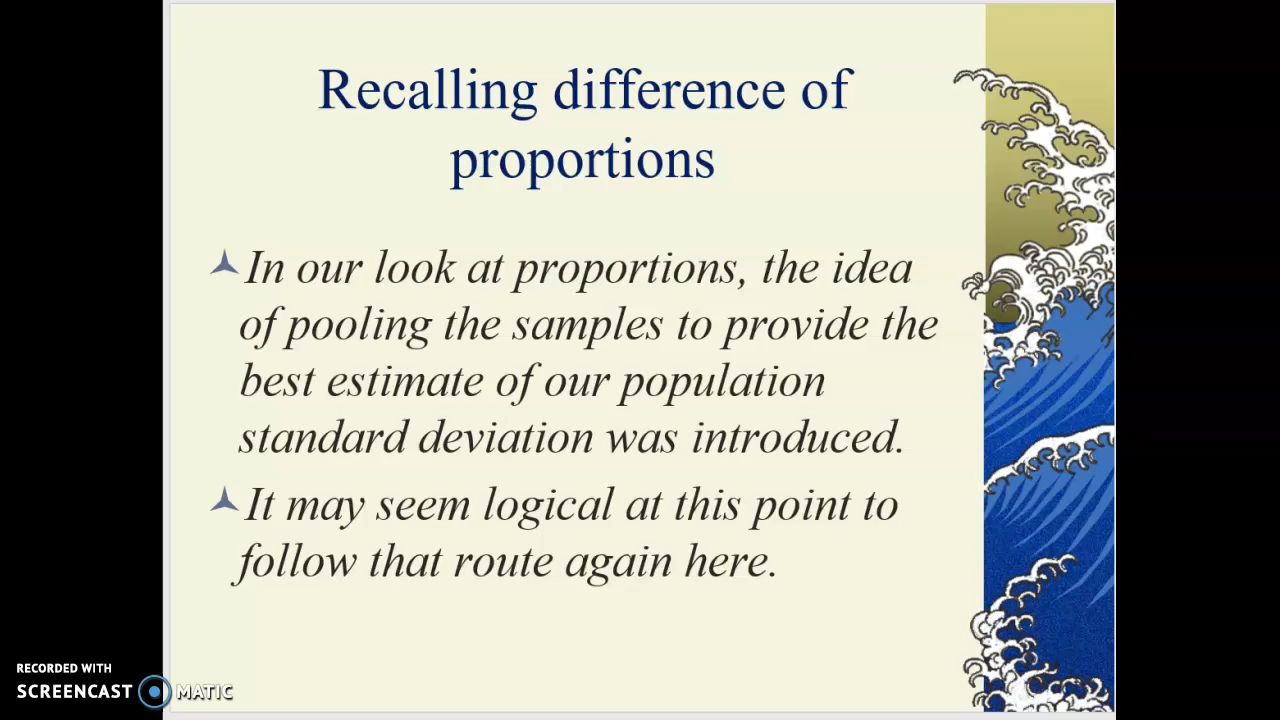 Recalling difference of
proportions
In our look at proportions, the idea
of pooling the samples to provide the
best estimate of our population
standard deviation was introduced.
It may seem logical at this point to
follow that route again here.
RECORDED WITH
SCREENCAST MATIC